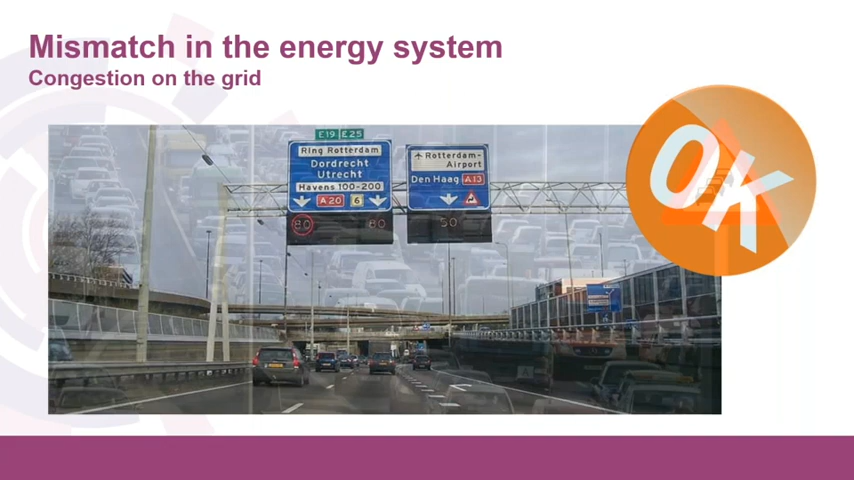 Mismatch in the energy system
Congestion on the grid
E19 E25
Ring Rotterdam
Dordrecht
Utrecht
Havens 100-200
A20 6
80 80
Rotterdam-
Airport
Den Haag A13
50
OK